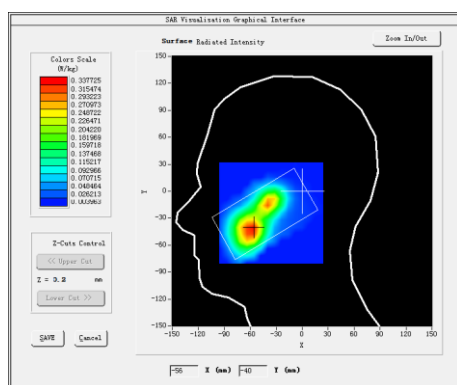 SAR Visualisation Graphical Interface
Surface Radiated Intensity
Zoom In/Out
Colors Scale
(W/kg)
0.337725
0.315474
0.293223
0.270973
0.248722
0.226471
0.204220
0.181969
0.159718
0.137468
0.115217
0.092966
0.070715
0.048464
0.026213
0.003963
Z-Cuts Control
<< Upper Cut
Z = 3.2 mm
Lower Cut >>
SAVE
Cancel
150
120
90
60
30
0
-30
-60
-90
-120
-150
Y
-150 -120 -90 -60 -30 0 30 60 90 120 150
X
-56 X (mm) -40 Y (mm)